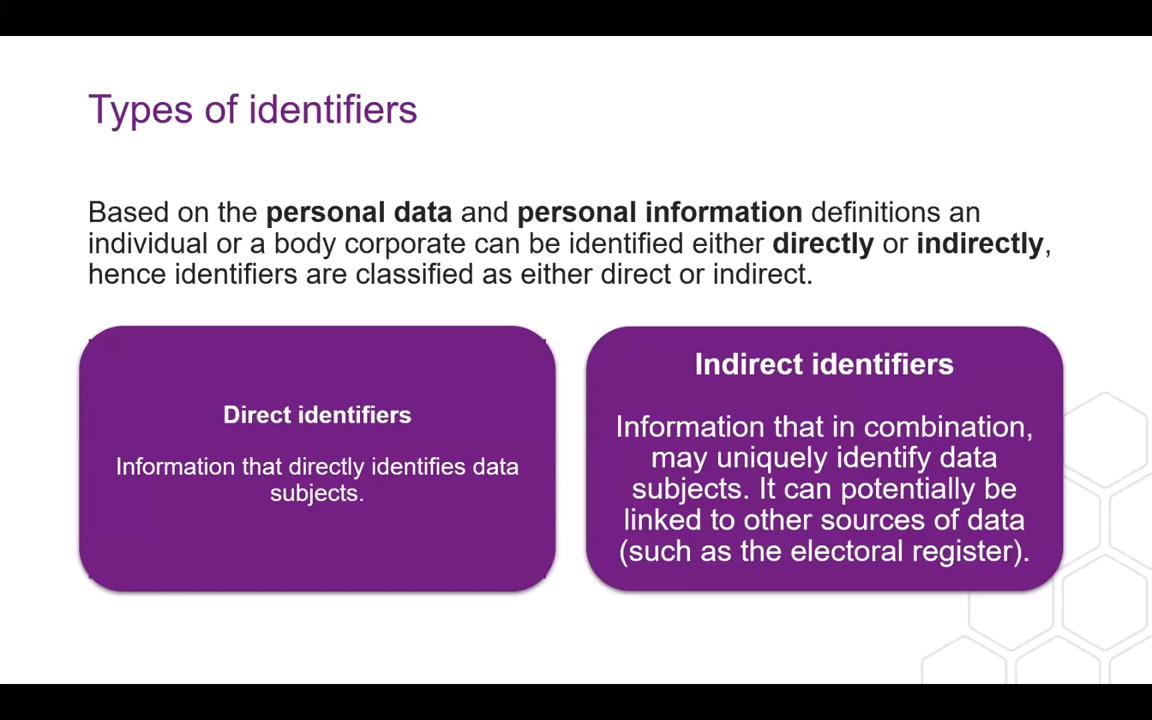 Types of identifiers
Based on the personal data and personal information definitions an
individual or a body corporate can be identified either directly or indirectly,
hence identifiers are classified as either direct or indirect.
Direct identifiers
Information that directly identifies data
subjects.
Indirect identifiers
Information that in combination,
may uniquely identify data
subjects. It can potentially be
linked to other sources of data
(such as the electoral register).